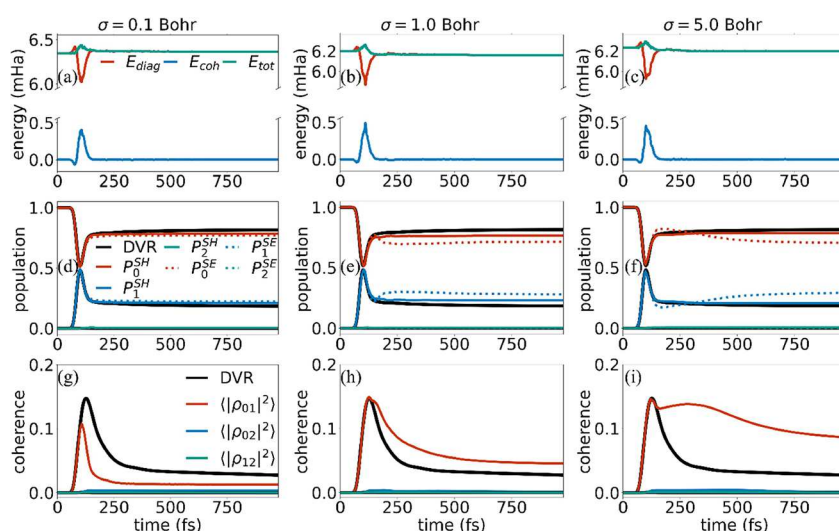 σ = 0.1 Bohr σ = 1.0 Bohr σ = 5.0 Bohr
energy (mHa) 6.5 6.0 0.5 0.0 (a) E_diag E_coh E_tot
energy (mHa) 6.2 6.0 0.5 0.0 (b)
energy (mHa) 6.2 6.0 0.5 0.0 (c)
0 250 500 750
0 250 500 750
0 250 500 750
population 1.0 0.5 0.0 (d)
DVR P_2^SH P_1^SE
P_0^SH P_0^SE P_2^SE
P_1^SH
population 1.0 0.5 0.0 (e)
population 1.0 0.5 0.0 (f)
0 250 500 750
0 250 500 750
0 250 500 750
coherence 0.2 0.1 0.0 (g)
DVR
⟨|ρ_01|^2⟩
⟨|ρ_02|^2⟩
⟨|ρ_12|^2⟩
coherence 0.2 0.1 0.0 (h)
coherence 0.2 0.1 0.0 (i)
0 250 500 750
0 250 500 750
0 250 500 750
time (fs) time (fs) time (fs)